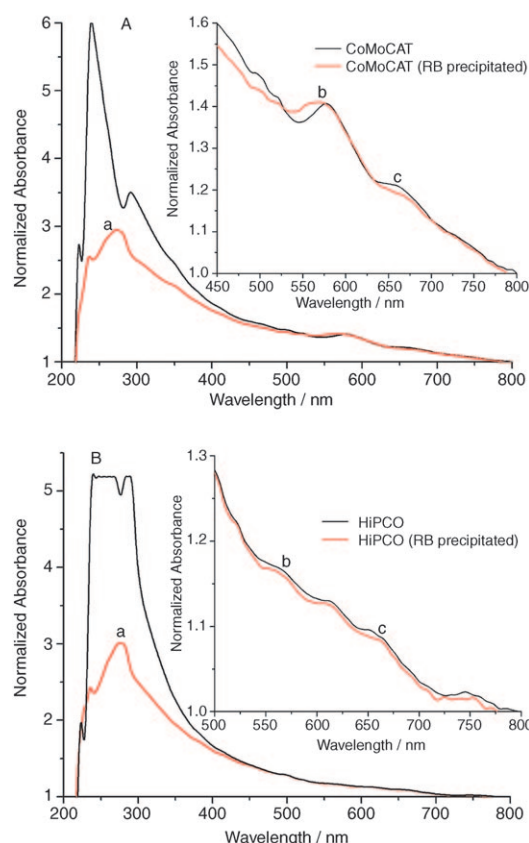 A
6
5
4
3
2
1
Normalized Absorbance
200 300 400 500 600 700 800
Wavelength / nm
a
1.6
1.5
1.4
1.3
1.2
1.1
1.0
Normalized Absorbance
450 500 550 600 650 700 750 800
Wavelength / nm
CoMoCAT
CoMoCAT (RB precipitated)
b
c
B
5
4
3
2
1
Normalized Absorbance
200 300 400 500 600 700 800
Wavelength / nm
a
1.3
1.2
1.1
1.0
Normalized Absorbance
500 550 600 650 700 750 800
Wavelength / nm
HiPCO
HiPCO (RB precipitated)
b
c